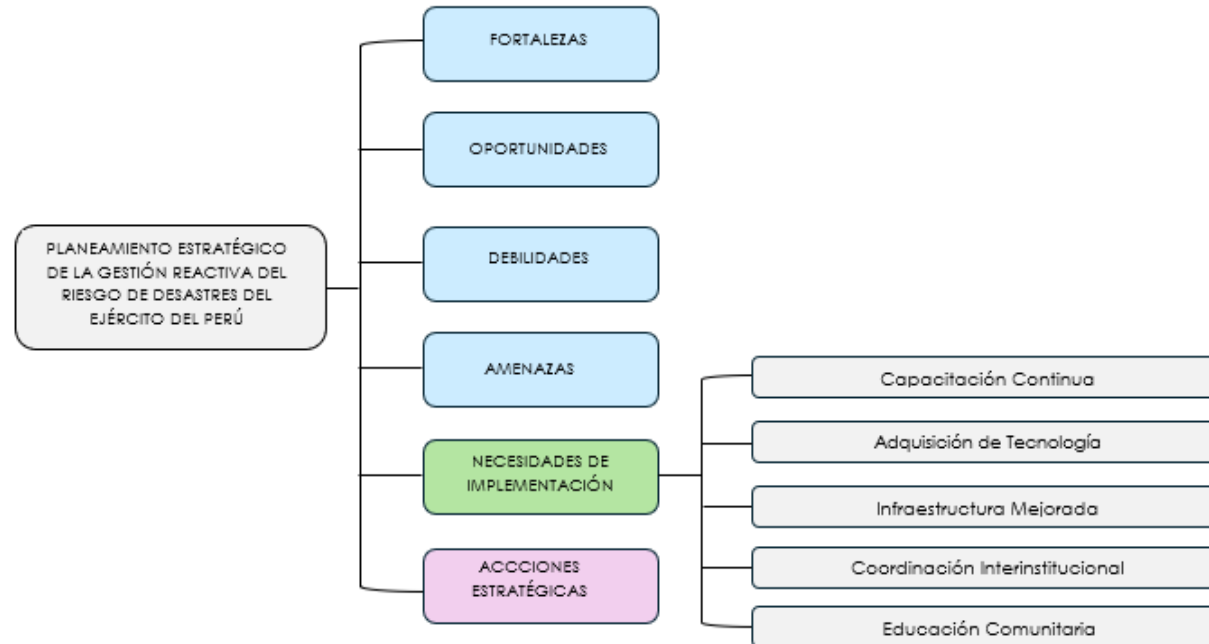 PLANEAMIENTO ESTRATÉGICO
DE LA GESTIÓN REACTIVA DEL
RIESGO DE DESASTRES DEL
EJÉRCITO DEL PERÚ
FORTALEZAS
OPORTUNIDADES
DEBILIDADES
AMENAZAS
NECESIDADES DE
IMPLEMENTACIÓN
Capacitación Continua
Adquisición de Tecnología
Infraestructura Mejorada
Coordinación Interinstitucional
Educación Comunitaria
ACCCIONES
ESTRATÉGICAS